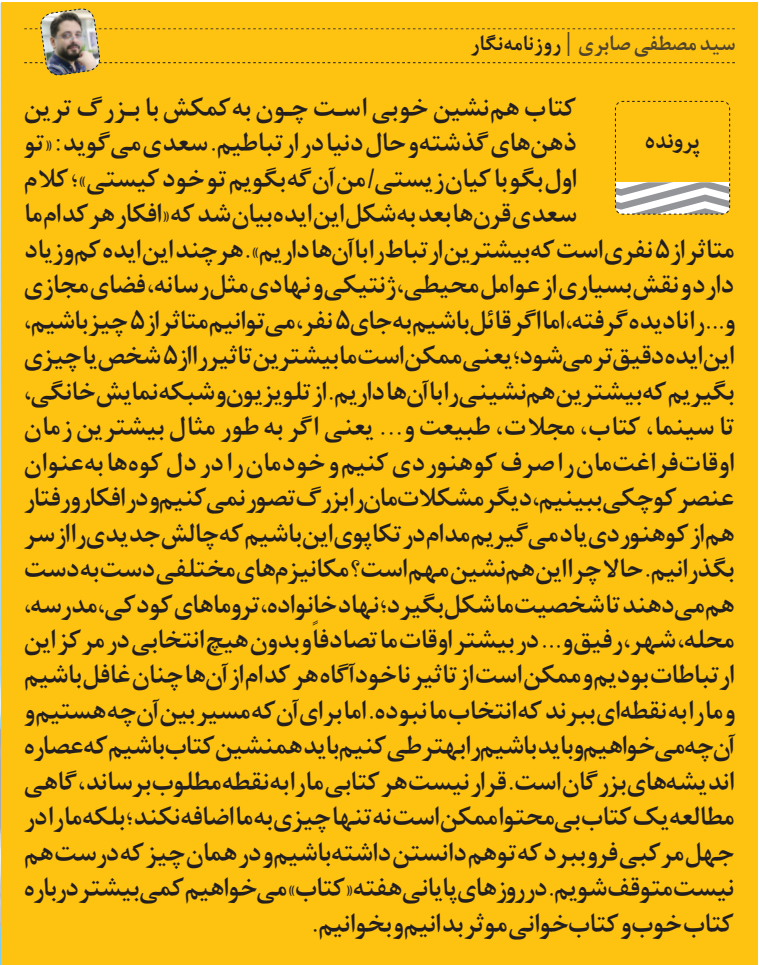 سید مصطفی صابری | روزنامه‌نگار
پرونده
کتاب هم‌نشین خوبی است چون به کمکش با بزرگ ترین
ذهن‌های گذشته و حال دنیا در ارتباطیم. سعدی می گوید: «تو
اول بگو با کیان زیستی/ من آن گه بگویم تو خود کیستی»؛ کلام
سعدی قرن‌ها بعد به شکل این ایده بیان شد که «افکار هر کدام ما
متاثر از ۵ نفری است که بیشترین ارتباط را با آن‌ها داریم». هر چند این ایده کم و زیاد
دارد و نقش بسیاری از عوامل محیطی، ژنتیکی و نهادی مثل رسانه، فضای مجازی
و... را نادیده گرفته، اما اگر قائل باشیم به جای ۵ نفر، می‌توانیم متاثر از ۵ چیز باشیم،
این ایده دقیق تر می‌شود؛ یعنی ممکن است ما بیشترین تاثیر را از ۵ شخص یا چیزی
بگیریم که بیشترین هم‌نشینی را با آن‌ها داریم. از تلویزیون و شبکه نمایش خانگی،
تا سینما، کتاب، مجلات، طبیعت و... یعنی اگر به طور مثال بیشترین زمان
اوقات فراغت‌مان را صرف کوهنوردی کنیم و خودمان را در دل کوه‌ها به عنوان
عنصر کوچکی ببینیم، دیگر مشکلات‌مان را بزرگ تصور نمی کنیم و در افکار و رفتار
هم از کوهنوردی یاد می گیریم مدام در تکاپوی این باشیم که چالش جدیدی را از سر
بگذرانیم. حالا چرا این هم‌نشین مهم است؟ مکانیزم‌های مختلفی دست به دست
هم می‌دهند تا شخصیت ما شکل بگیرد؛ نهاد خانواده، تروماهای کودکی، مدرسه،
محله، شهر، رفیق و... در بیشتر اوقات ما تصادفاً و بدون هیچ انتخابی در مرکز این
ارتباطات بودیم و ممکن است از تاثیر ناخودآگاه هر کدام از آن‌ها چنان غافل باشیم
و ما را به نقطه‌ای ببرند که انتخاب ما نبوده. اما برای آن که مسیر بین آن چه هستیم و
آن چه می خواهیم و باید باشیم را بهتر طی کنیم باید همنشین کتاب باشیم که عصاره
اندیشه‌های بزرگان است. قرار نیست هر کتابی ما را به نقطه مطلوب برساند، گاهی
مطالعه یک کتاب بی محتوا ممکن است نه تنها چیزی به ما اضافه نکند؛ بلکه ما را در
جهل مرکبی فرو ببرد که توهم دانستن داشته باشیم و در همان چیز که درست هم
نیست متوقف شویم. در روزهای پایانی هفته «کتاب» می خواهیم کمی بیشتر درباره
کتاب خوب و کتاب خوانی موثر بدانیم و بخوانیم.